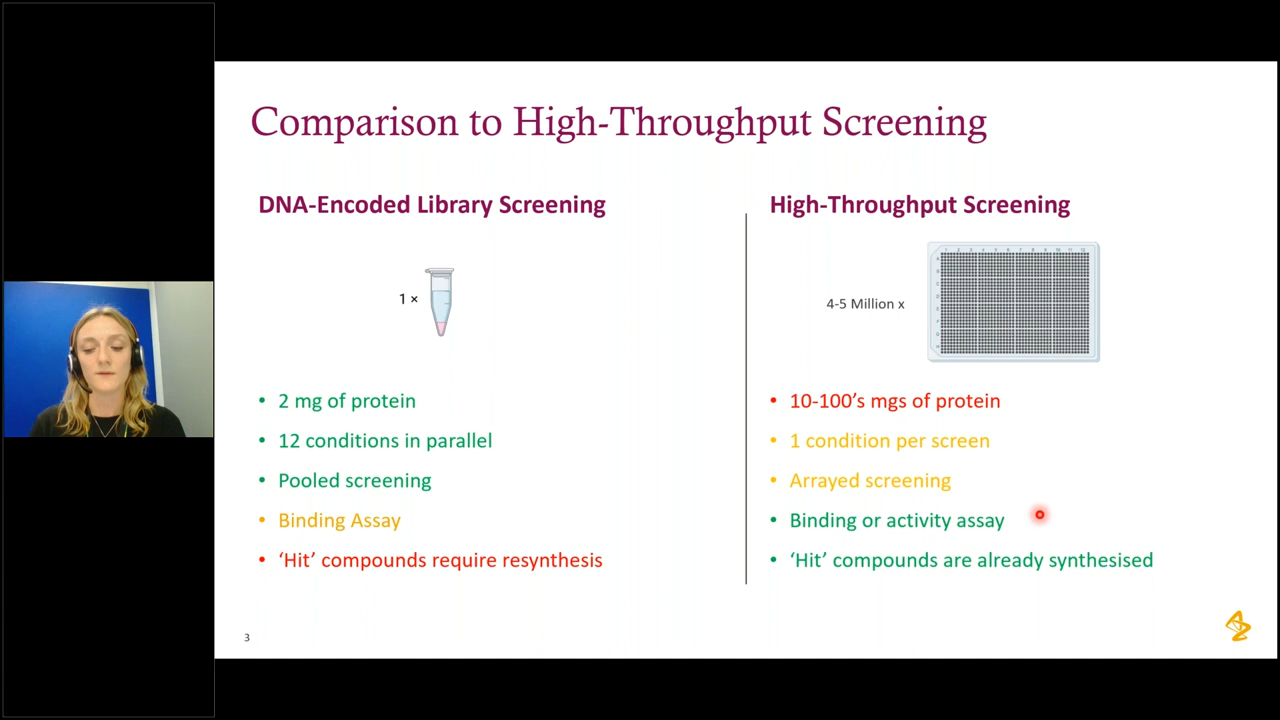 Comparison to High-Throughput Screening
DNA-Encoded Library Screening
1 ×
• 2 mg of protein
• 12 conditions in parallel
• Pooled screening
• Binding Assay
• ‘Hit’ compounds require resynthesis
High-Throughput Screening
4-5 Million x
• 10-100’s mgs of protein
• 1 condition per screen
• Arrayed screening
• Binding or activity assay
• ‘Hit’ compounds are already synthesised
3